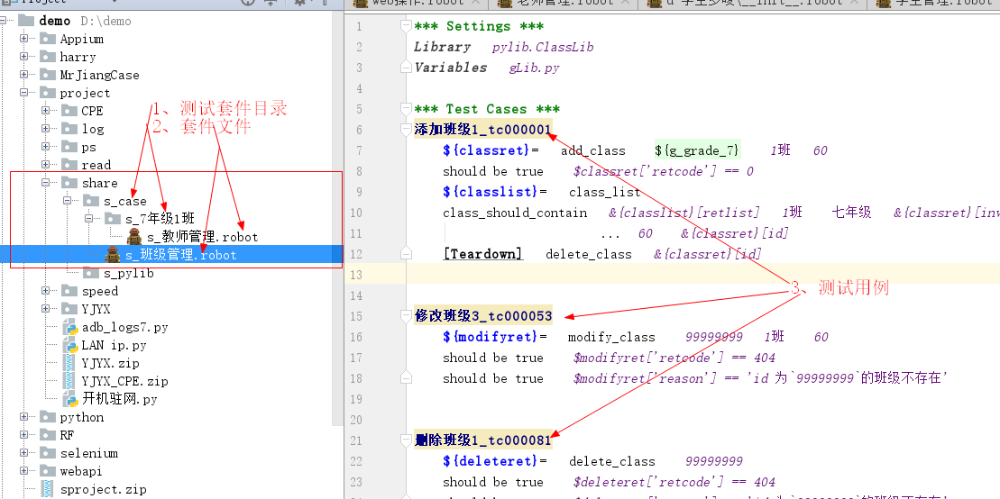 Project
web操作.robot
老师管理.robot
学生管理.robot
demo D:\demo
Appium
harry
MrJiangCase
project
CPE
log
ps
read
share
s_case
s_7年级1班
s_教师管理.robot
s_班级管理.robot
s_pylib
speed
YJYX
adb_logs7.py
LAN ip.py
YJYX.zip
YJYX_CPE.zip
开机驻网.py
python
RF
selenium
webapi
sproject.zip
1、测试套件目录
2、套件文件
1 *** Settings ***
2 Library pylib.ClassLib
3 Variables gLib.py
4
5 *** Test Cases ***
6 添加班级1_tc000001
7 ${classret}= add_class ${g_grade_7} 1班 60
8 should be true $classret['retcode'] == 0
9 ${classlist}= class_list
10 class_should_contain &{classlist}[retlist] 1班 七年级 &{classret}[inv
11 ... 60 &{classret}[id]
12 [Teardown] delete_class &{classret}[id]
13
14
3、测试用例
15 修改班级3_tc000053
16 ${modifyret}= modify_class 99999999 1班 60
17 should be true $modifyret['retcode'] == 404
18 should be true $modifyret['reason'] == 'id 为`99999999`的班级不存在'
19
20
21 删除班级1_tc000081
22 ${deleteret}= delete_class 99999999
23 should be true $deleteret['retcode'] == 404